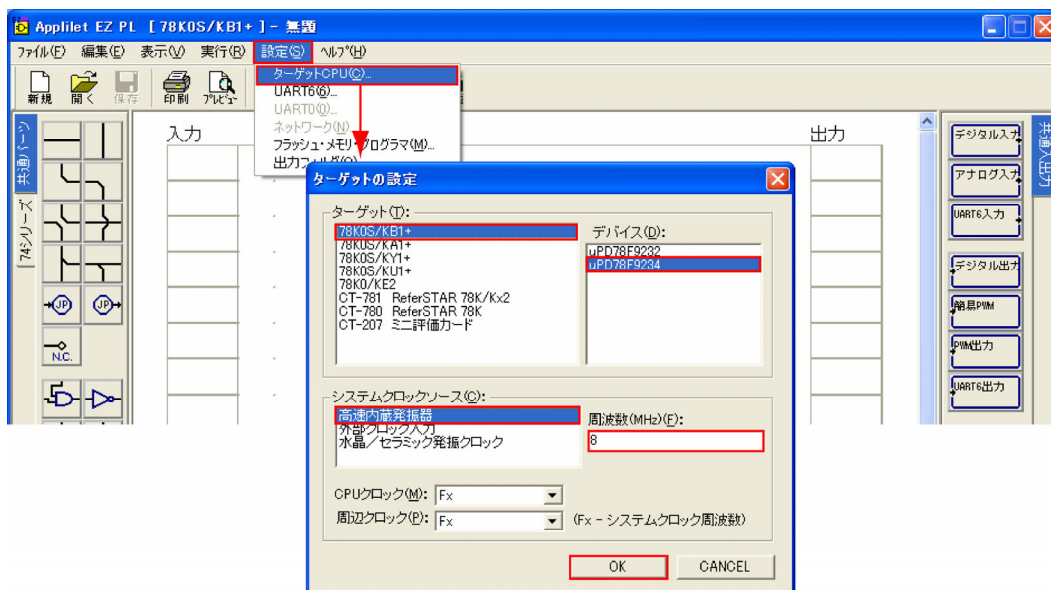 Applilet EZ PL [ 78K0S/KB1+ ] - 無題
ファイル(F) 編集(E) 表示(V) 実行(R) 設定(S) ヘルプ(H)
新規 開く 保存 印刷 プレビュー
ターゲットCPU(C)...
UART6(6)...
UART0(0)...
ネットワーク(N)
フラッシュ・メモリ・プログラマ(M)...
出力フォルダ(O)...
共通パーツ
74シリーズ
JP
JP
N.C.
入力
出力
共通入出力
デジタル入力
アナログ入力
UART6入力
デジタル出力
簡易PWM
PWM出力
UART6出力
ターゲットの設定
ターゲット(T):
78K0S/KB1+
78K0S/KA1+
78K0S/KY1+
78K0S/KU1+
78K0/KE2
CT-781 ReferSTAR 78K/Kx2
CT-780 ReferSTAR 78K
CT-207 ミニ評価カード
デバイス(D):
uPD78F9232
uPD78F9234
システムクロックソース(C):
高速内蔵発振器
外部クロック入力
水晶／セラミック発振クロック
周波数(MHz)(F):
8
CPUクロック(M): Fx
周辺クロック(P): Fx (Fx - システムクロック周波数)
OK CANCEL